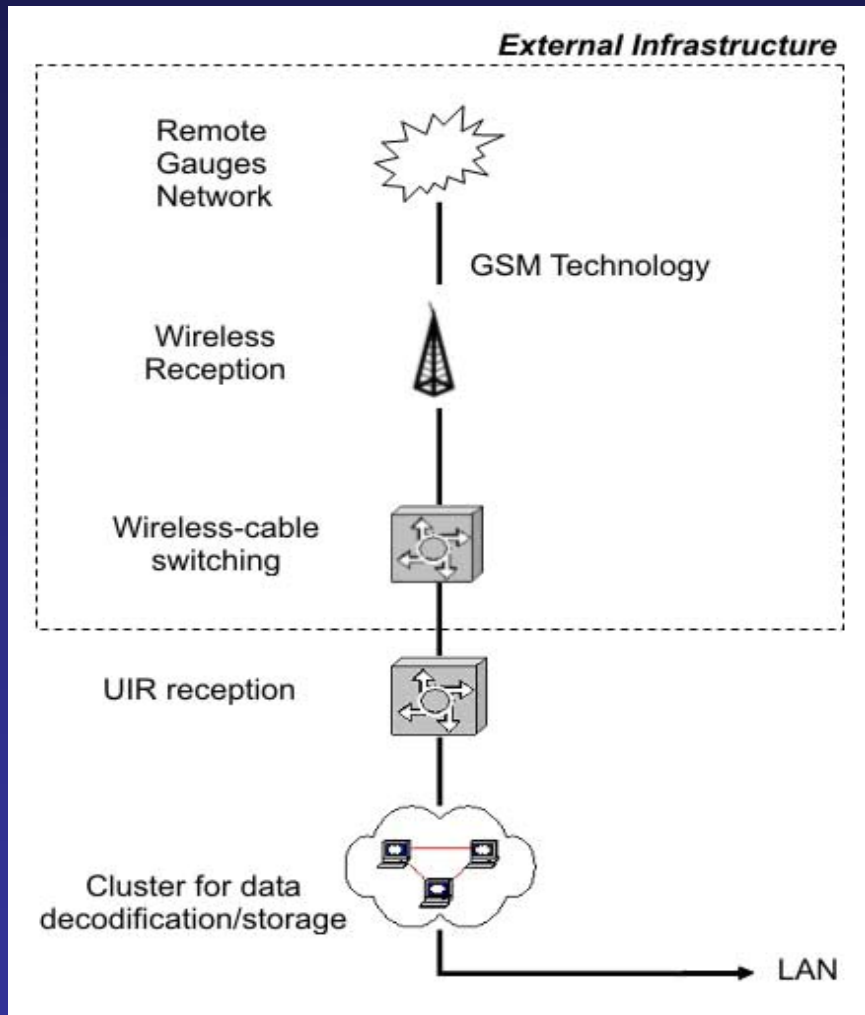 External Infrastructure
Remote
Gauges
Network
GSM Technology
Wireless
Reception
Wireless-cable
switching
UIR reception
Cluster for data
decodification/storage
LAN